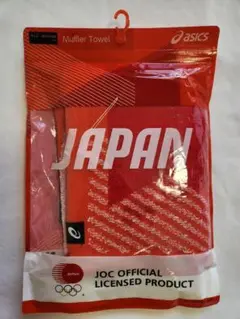 Muffler Towel
asics
JAPAN
JOC OFFICIAL
LICENSED PRODUCT